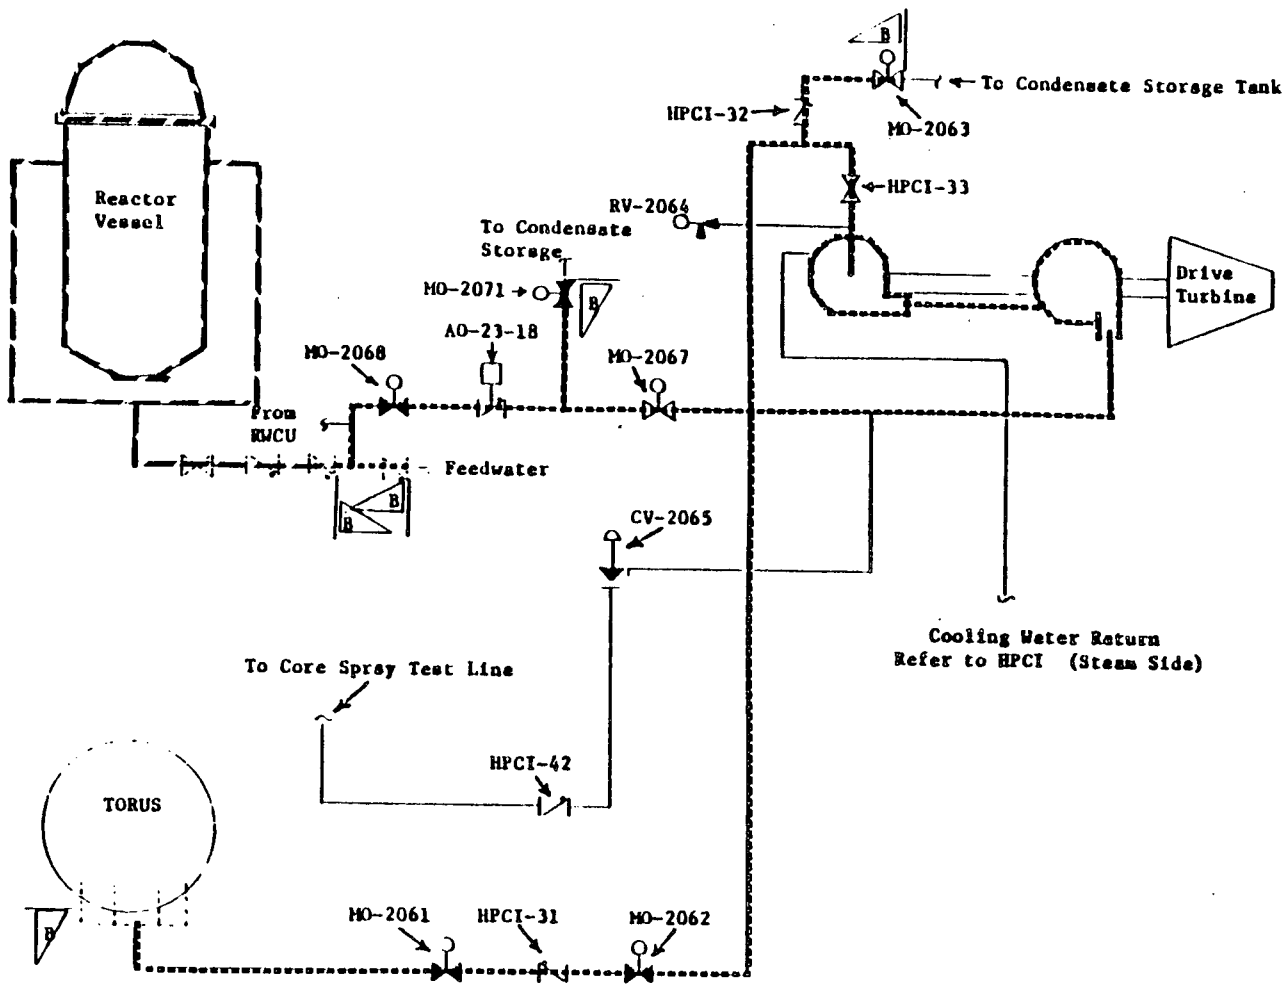 B
To Condensate Storage Tank
HPCI-32
MO-2063
HPCI-33
Reactor
Vessel
RV-2064
To Condensate
Storage
MO-2071
B
Drive
Turbine
AO-23-18
MO-2068
MO-2067
From
RWCU
Feedwater
B
B
CV-2065
Cooling Water Return
Refer to HPCI (Steam Side)
To Core Spray Test Line
HPCI-42
TORUS
B
MO-2061
HPCI-31
MO-2062